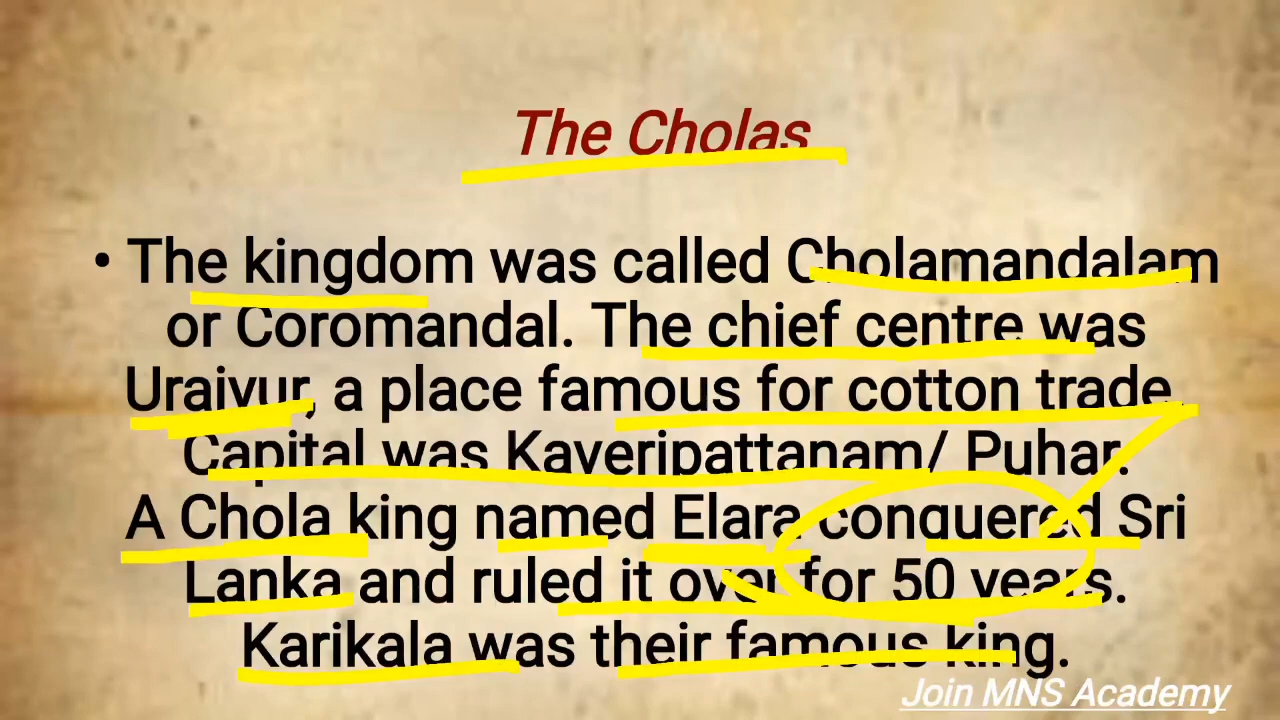 The Cholas
• The kingdom was called Cholamandalam
or Coromandal. The chief centre was
Uraiyur, a place famous for cotton trade.
Capital was Kaveripattanam/ Puhar.
A Chola king named Elara conquered Sri
Lanka and ruled it over for 50 years.
Karikala was their famous king.
Join MNS Academy